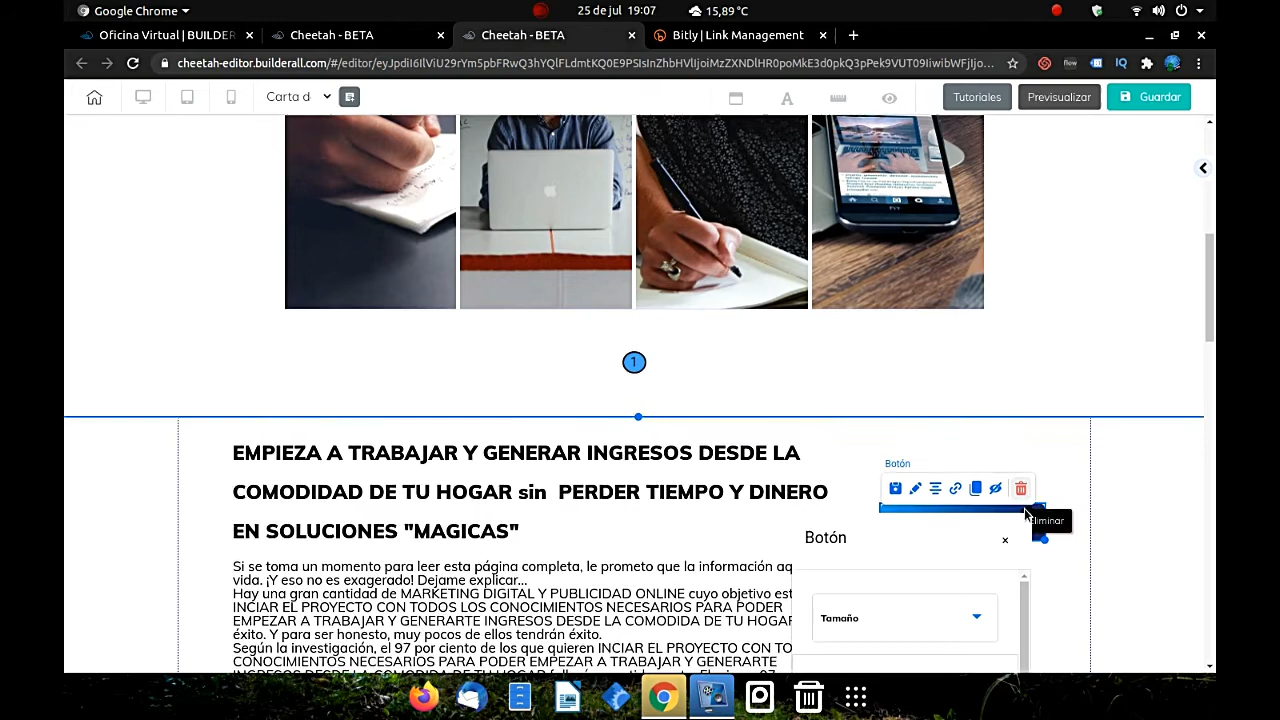 Google Chrome
25 de jul 19:07
15,89 °C
Oficina Virtual | BUILDER
Cheetah - BETA
Cheetah - BETA
Bitly | Link Management
Carta d
Tutoriales
Previsualizar
Guardar
1
EMPIEZA A TRABAJAR Y GENERAR INGRESOS DESDE LA
COMODIDAD DE TU HOGAR sin PERDER TIEMPO Y DINERO
EN SOLUCIONES "MAGICAS"
Botón
Eliminar
Botón
×
Tamaño
Si se toma un momento para leer esta página completa, le prometo que la información aq
vida. ¡Y eso no es exagerado! Dejame explicar...
Hay una gran cantidad de MARKETING DIGITAL Y PUBLICIDAD ONLINE cuyo objetivo est
INCIAR EL PROYECTO CON TODOS LOS CONOCIMIENTOS NECESARIOS PARA PODER
EMPEZAR A TRABAJAR Y GENERARTE INGRESOS DESDE LA COMODIDA DE TU HOGAR
éxito. Y para ser honesto, muy pocos de ellos tendrán éxito.
Según la investigación, el 97 por ciento de los que quieren INCIAR EL PROYECTO CON TO
CONOCIMIENTOS NECESARIOS PARA PODER EMPEZAR A TRABAJAR Y GENERARTE